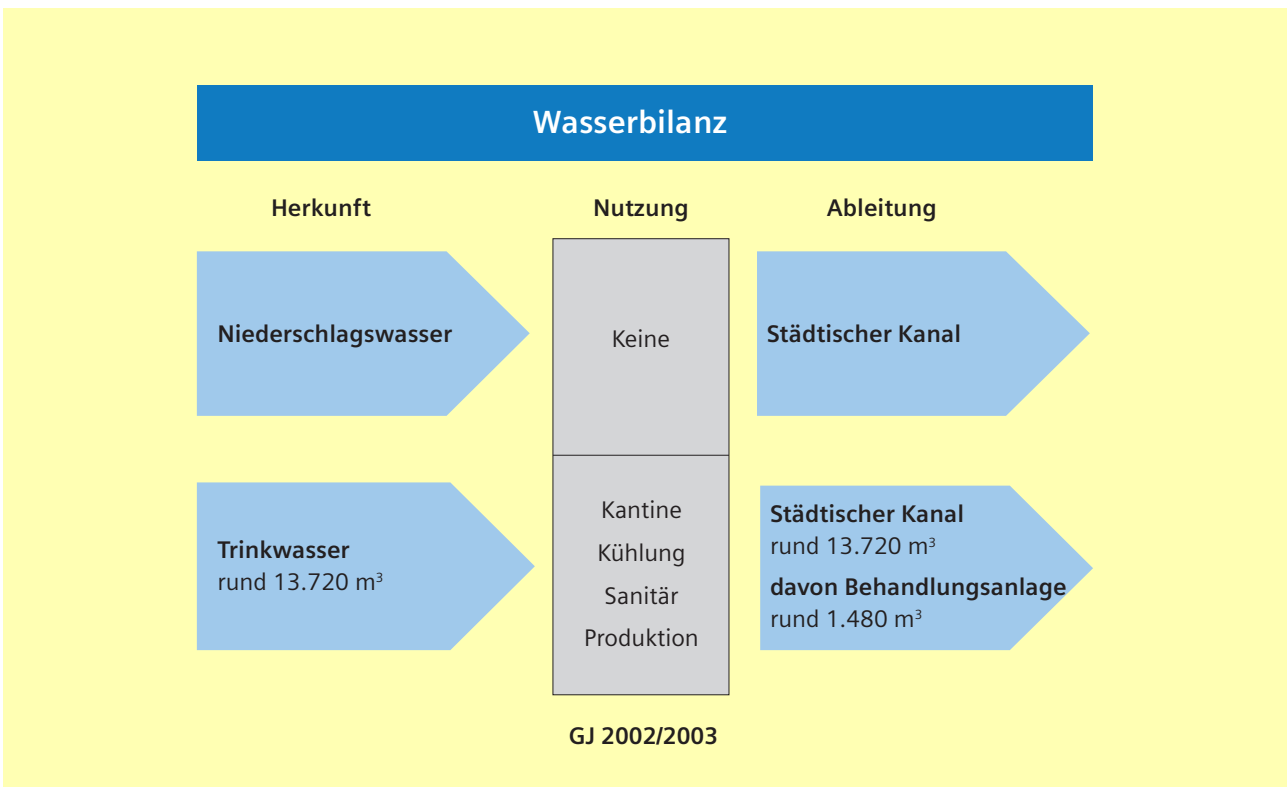 Wasserbilanz
Herkunft
Nutzung
Ableitung
Niederschlagswasser
Keine
Städtischer Kanal
Trinkwasser
rund 13.720 m³
Kantine
Kühlung
Sanitär
Produktion
Städtischer Kanal
rund 13.720 m³
davon Behandlungsanlage
rund 1.480 m³
GJ 2002/2003